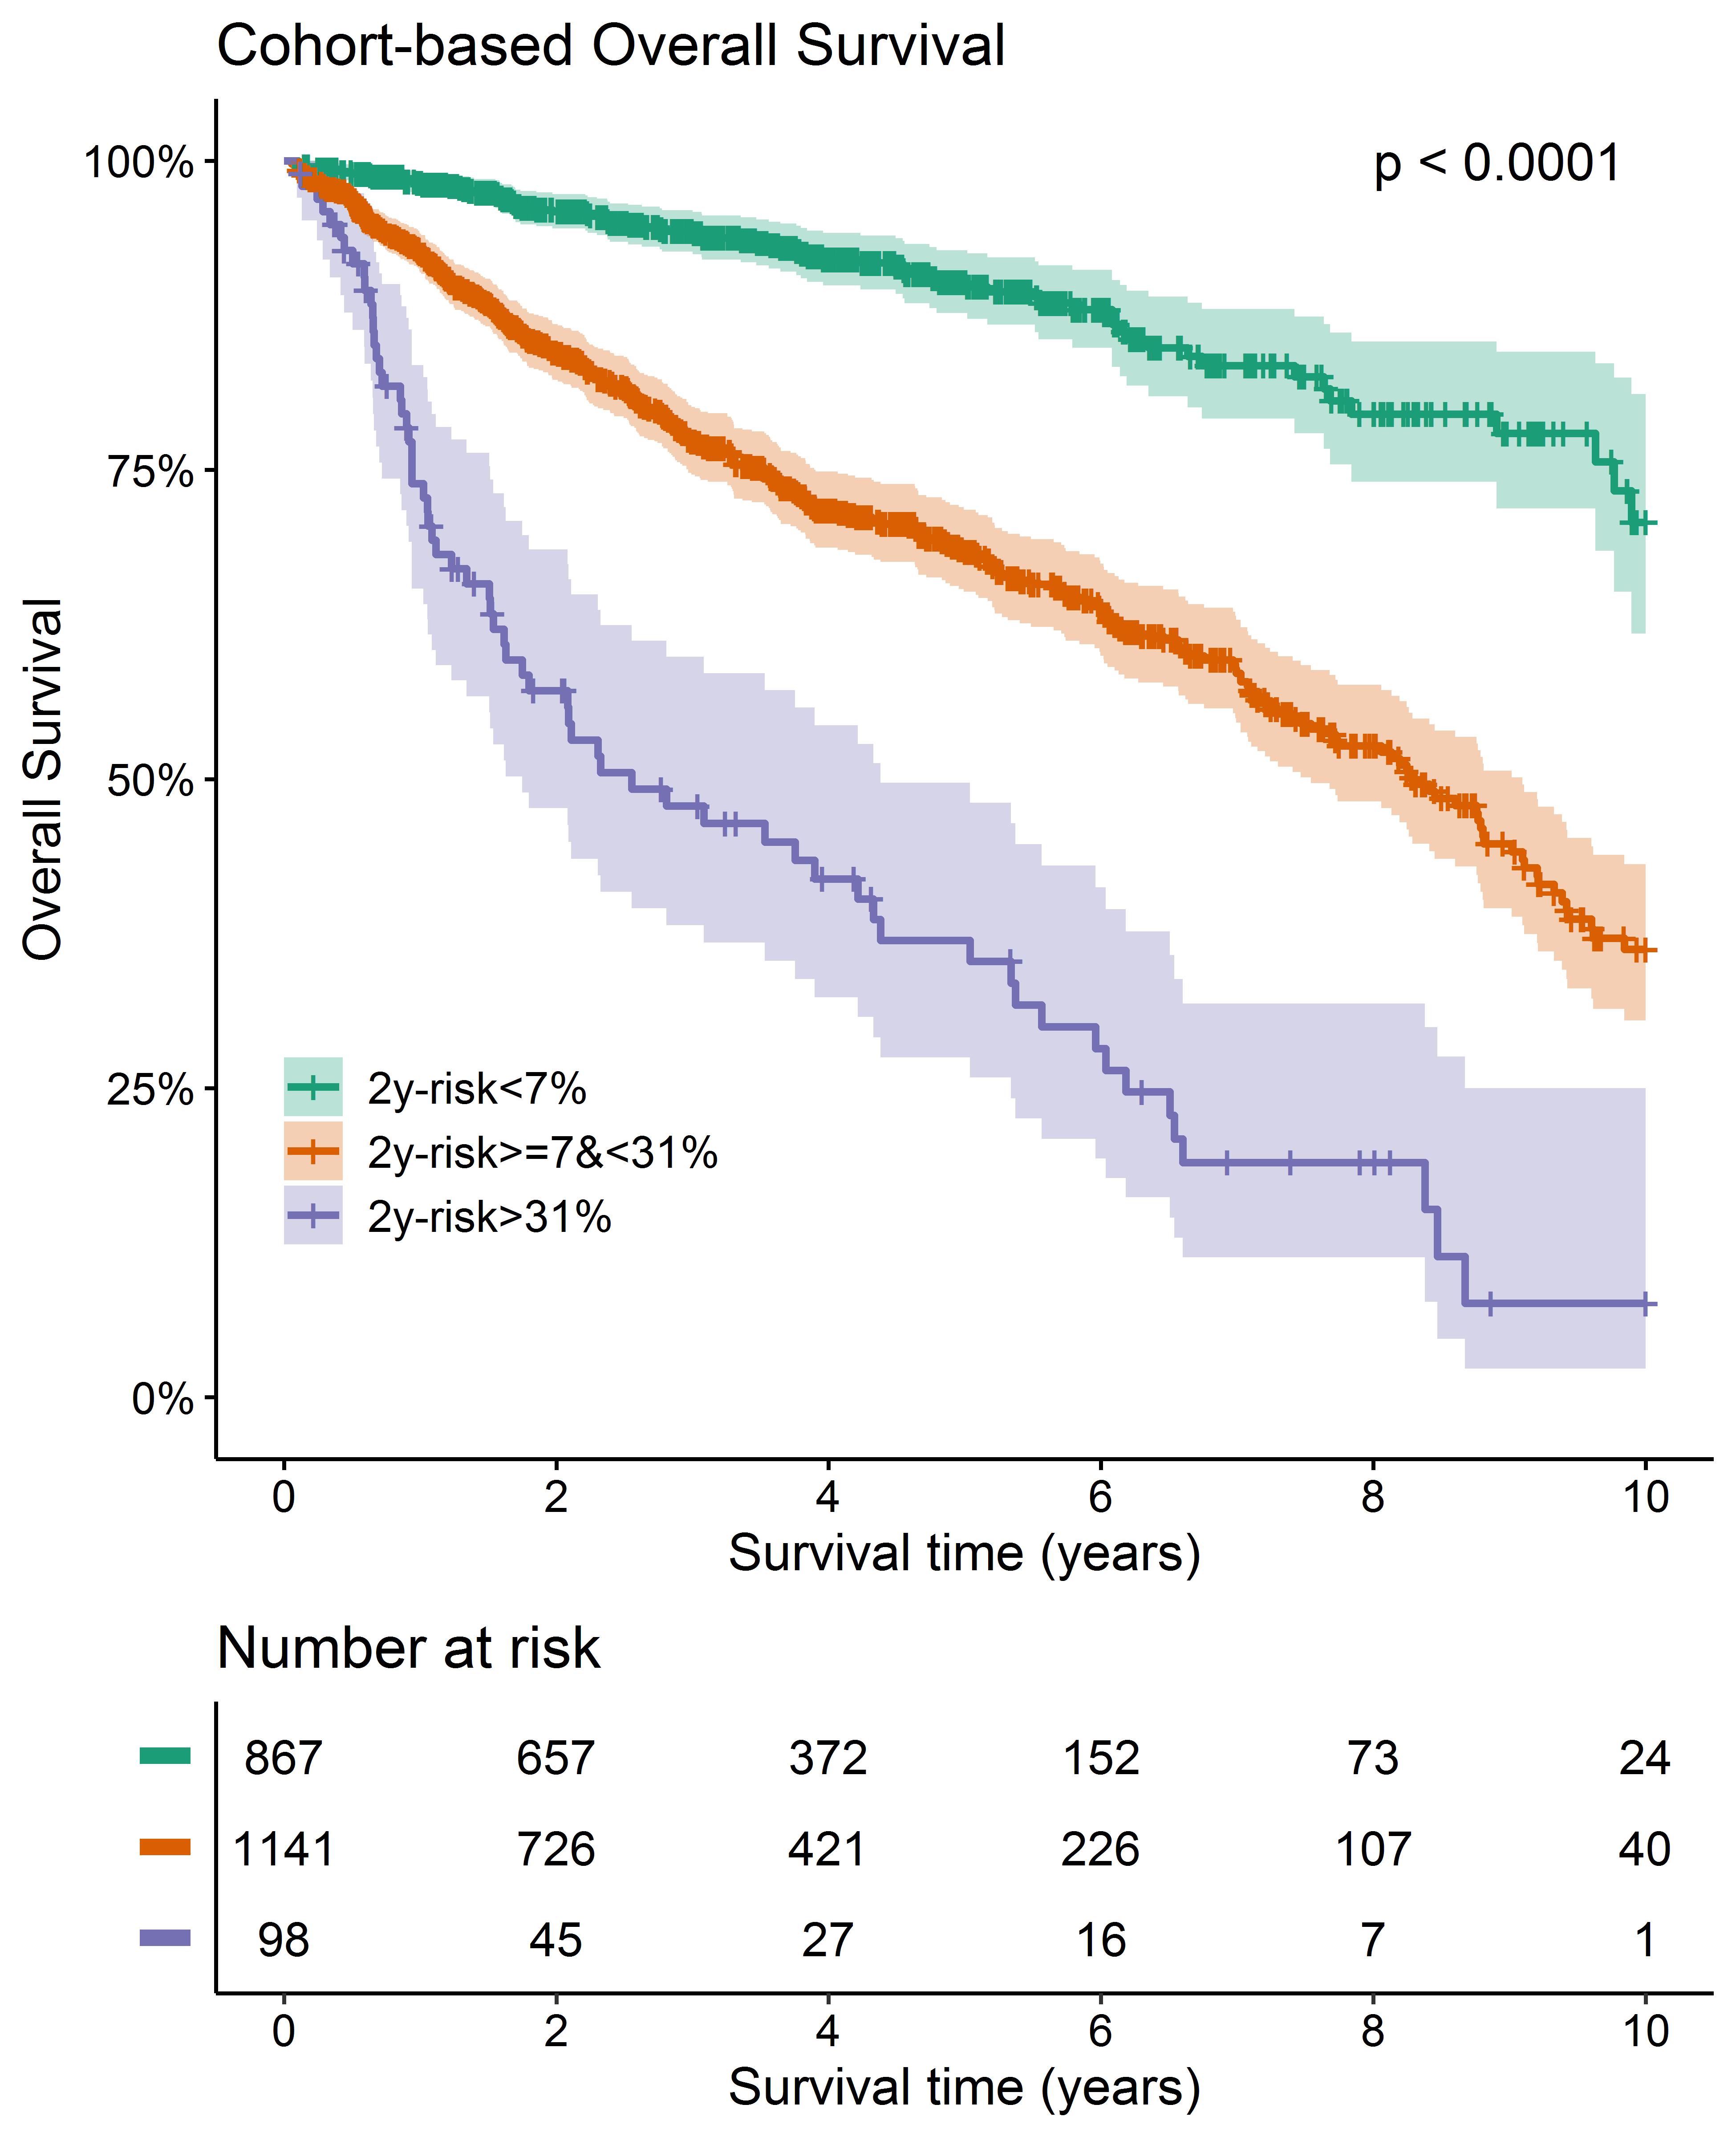 Cohort-based Overall Survival
p < 0.0001
100%
75%
50%
25%
0%
Overall Survival
2y-risk<7%
2y-risk>=7&<31%
2y-risk>31%
0 2 4 6 8 10
Survival time (years)
Number at risk
867 657 372 152 73 24
1141 726 421 226 107 40
98 45 27 16 7 1
0 2 4 6 8 10
Survival time (years)